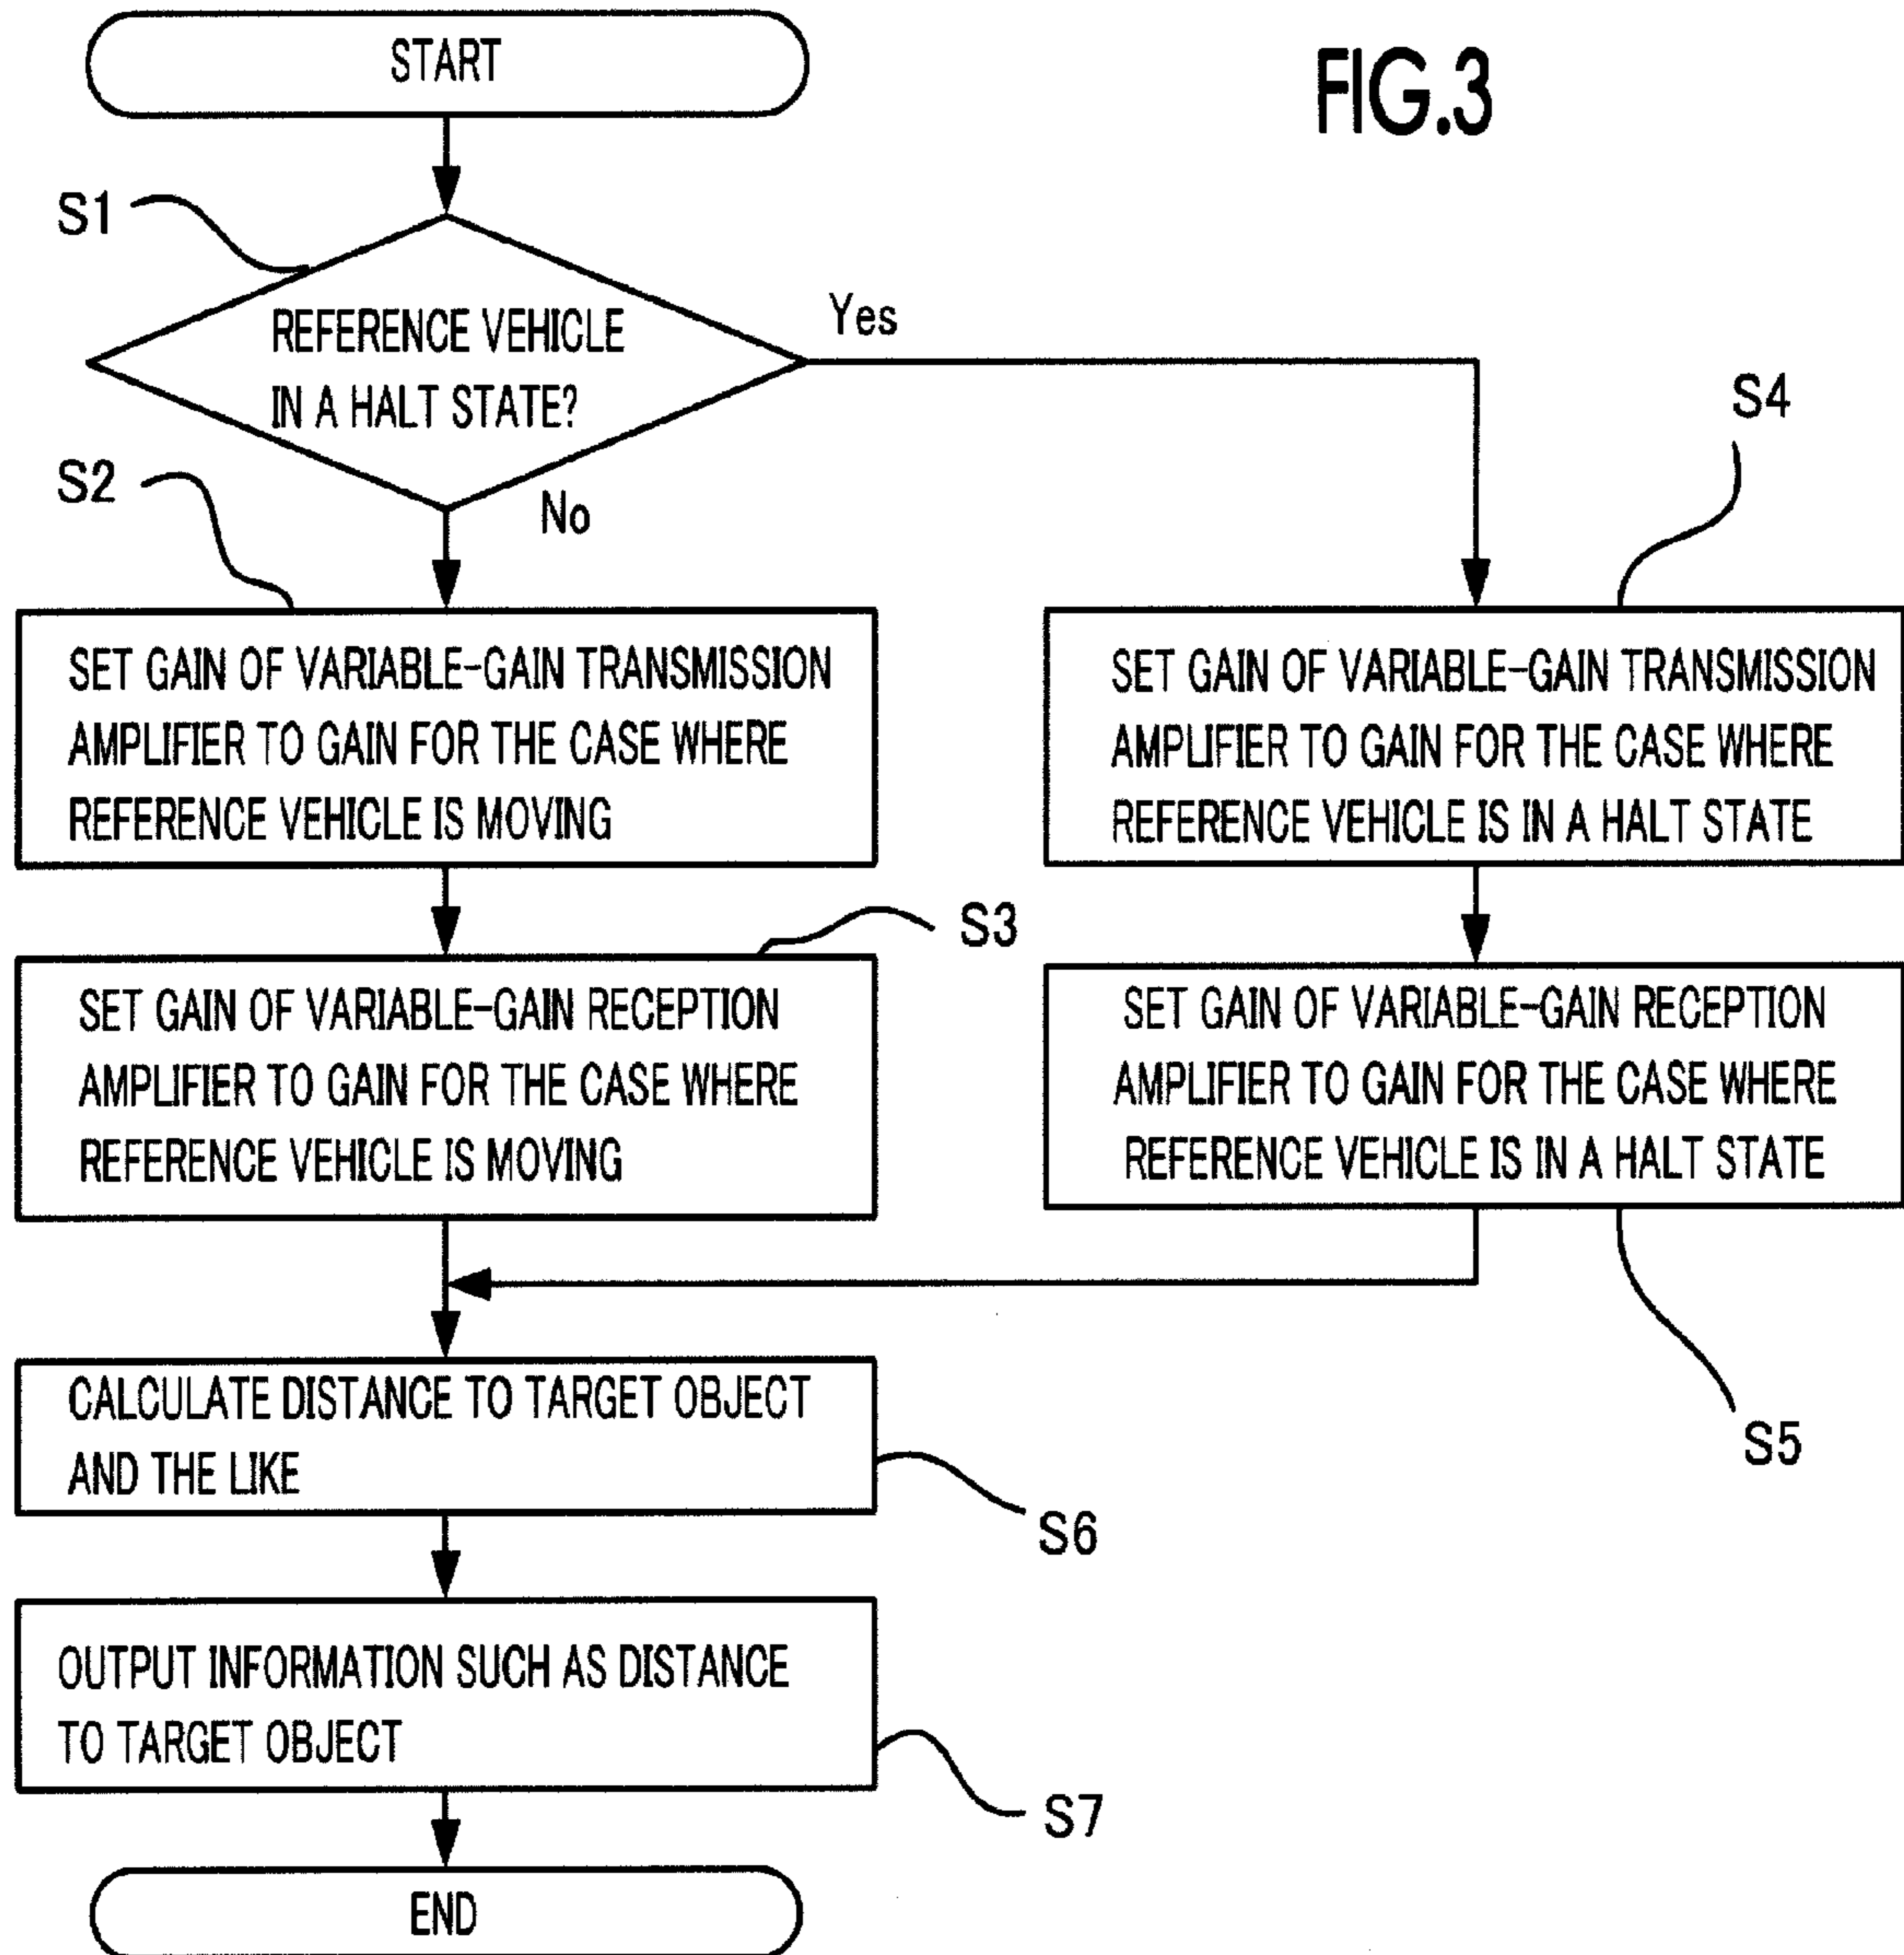 START
FIG.3
S1
REFERENCE VEHICLE
IN A HALT STATE?
Yes
No
S2
SET GAIN OF VARIABLE-GAIN TRANSMISSION
AMPLIFIER TO GAIN FOR THE CASE WHERE
REFERENCE VEHICLE IS MOVING
S4
SET GAIN OF VARIABLE-GAIN TRANSMISSION
AMPLIFIER TO GAIN FOR THE CASE WHERE
REFERENCE VEHICLE IS IN A HALT STATE
S3
SET GAIN OF VARIABLE-GAIN RECEPTION
AMPLIFIER TO GAIN FOR THE CASE WHERE
REFERENCE VEHICLE IS MOVING
SET GAIN OF VARIABLE-GAIN RECEPTION
AMPLIFIER TO GAIN FOR THE CASE WHERE
REFERENCE VEHICLE IS IN A HALT STATE
S5
CALCULATE DISTANCE TO TARGET OBJECT
AND THE LIKE
S6
OUTPUT INFORMATION SUCH AS DISTANCE
TO TARGET OBJECT
S7
END